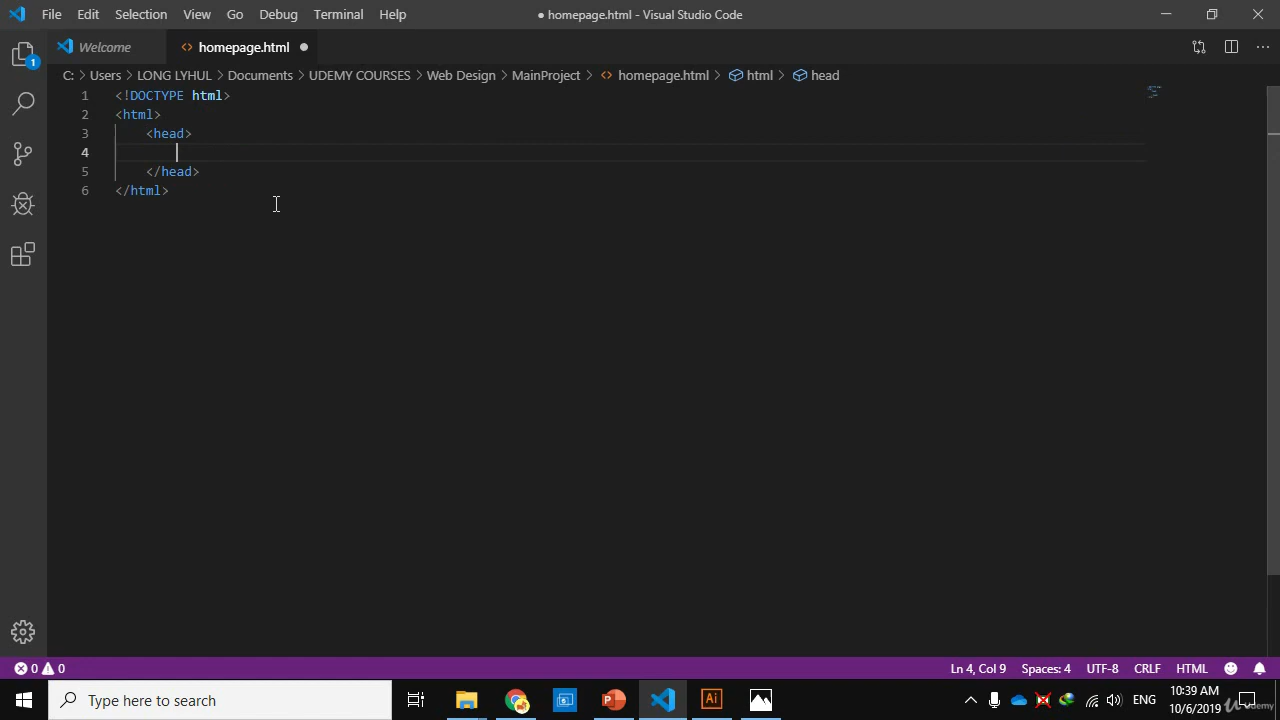 File Edit Selection View Go Debug Terminal Help ● homepage.html - Visual Studio Code
Welcome <> homepage.html ●
C: > Users > LONG LYHUL > Documents > UDEMY COURSES > Web Design > MainProject > <> homepage.html > html > head
1 <!DOCTYPE html>
2 <html>
3 <head>
4
5 </head>
6 </html>
1
0 0 Ln 4, Col 9 Spaces: 4 UTF-8 CRLF HTML
Type here to search Ai ENG 10:39 AM
10/6/2019
Udemy